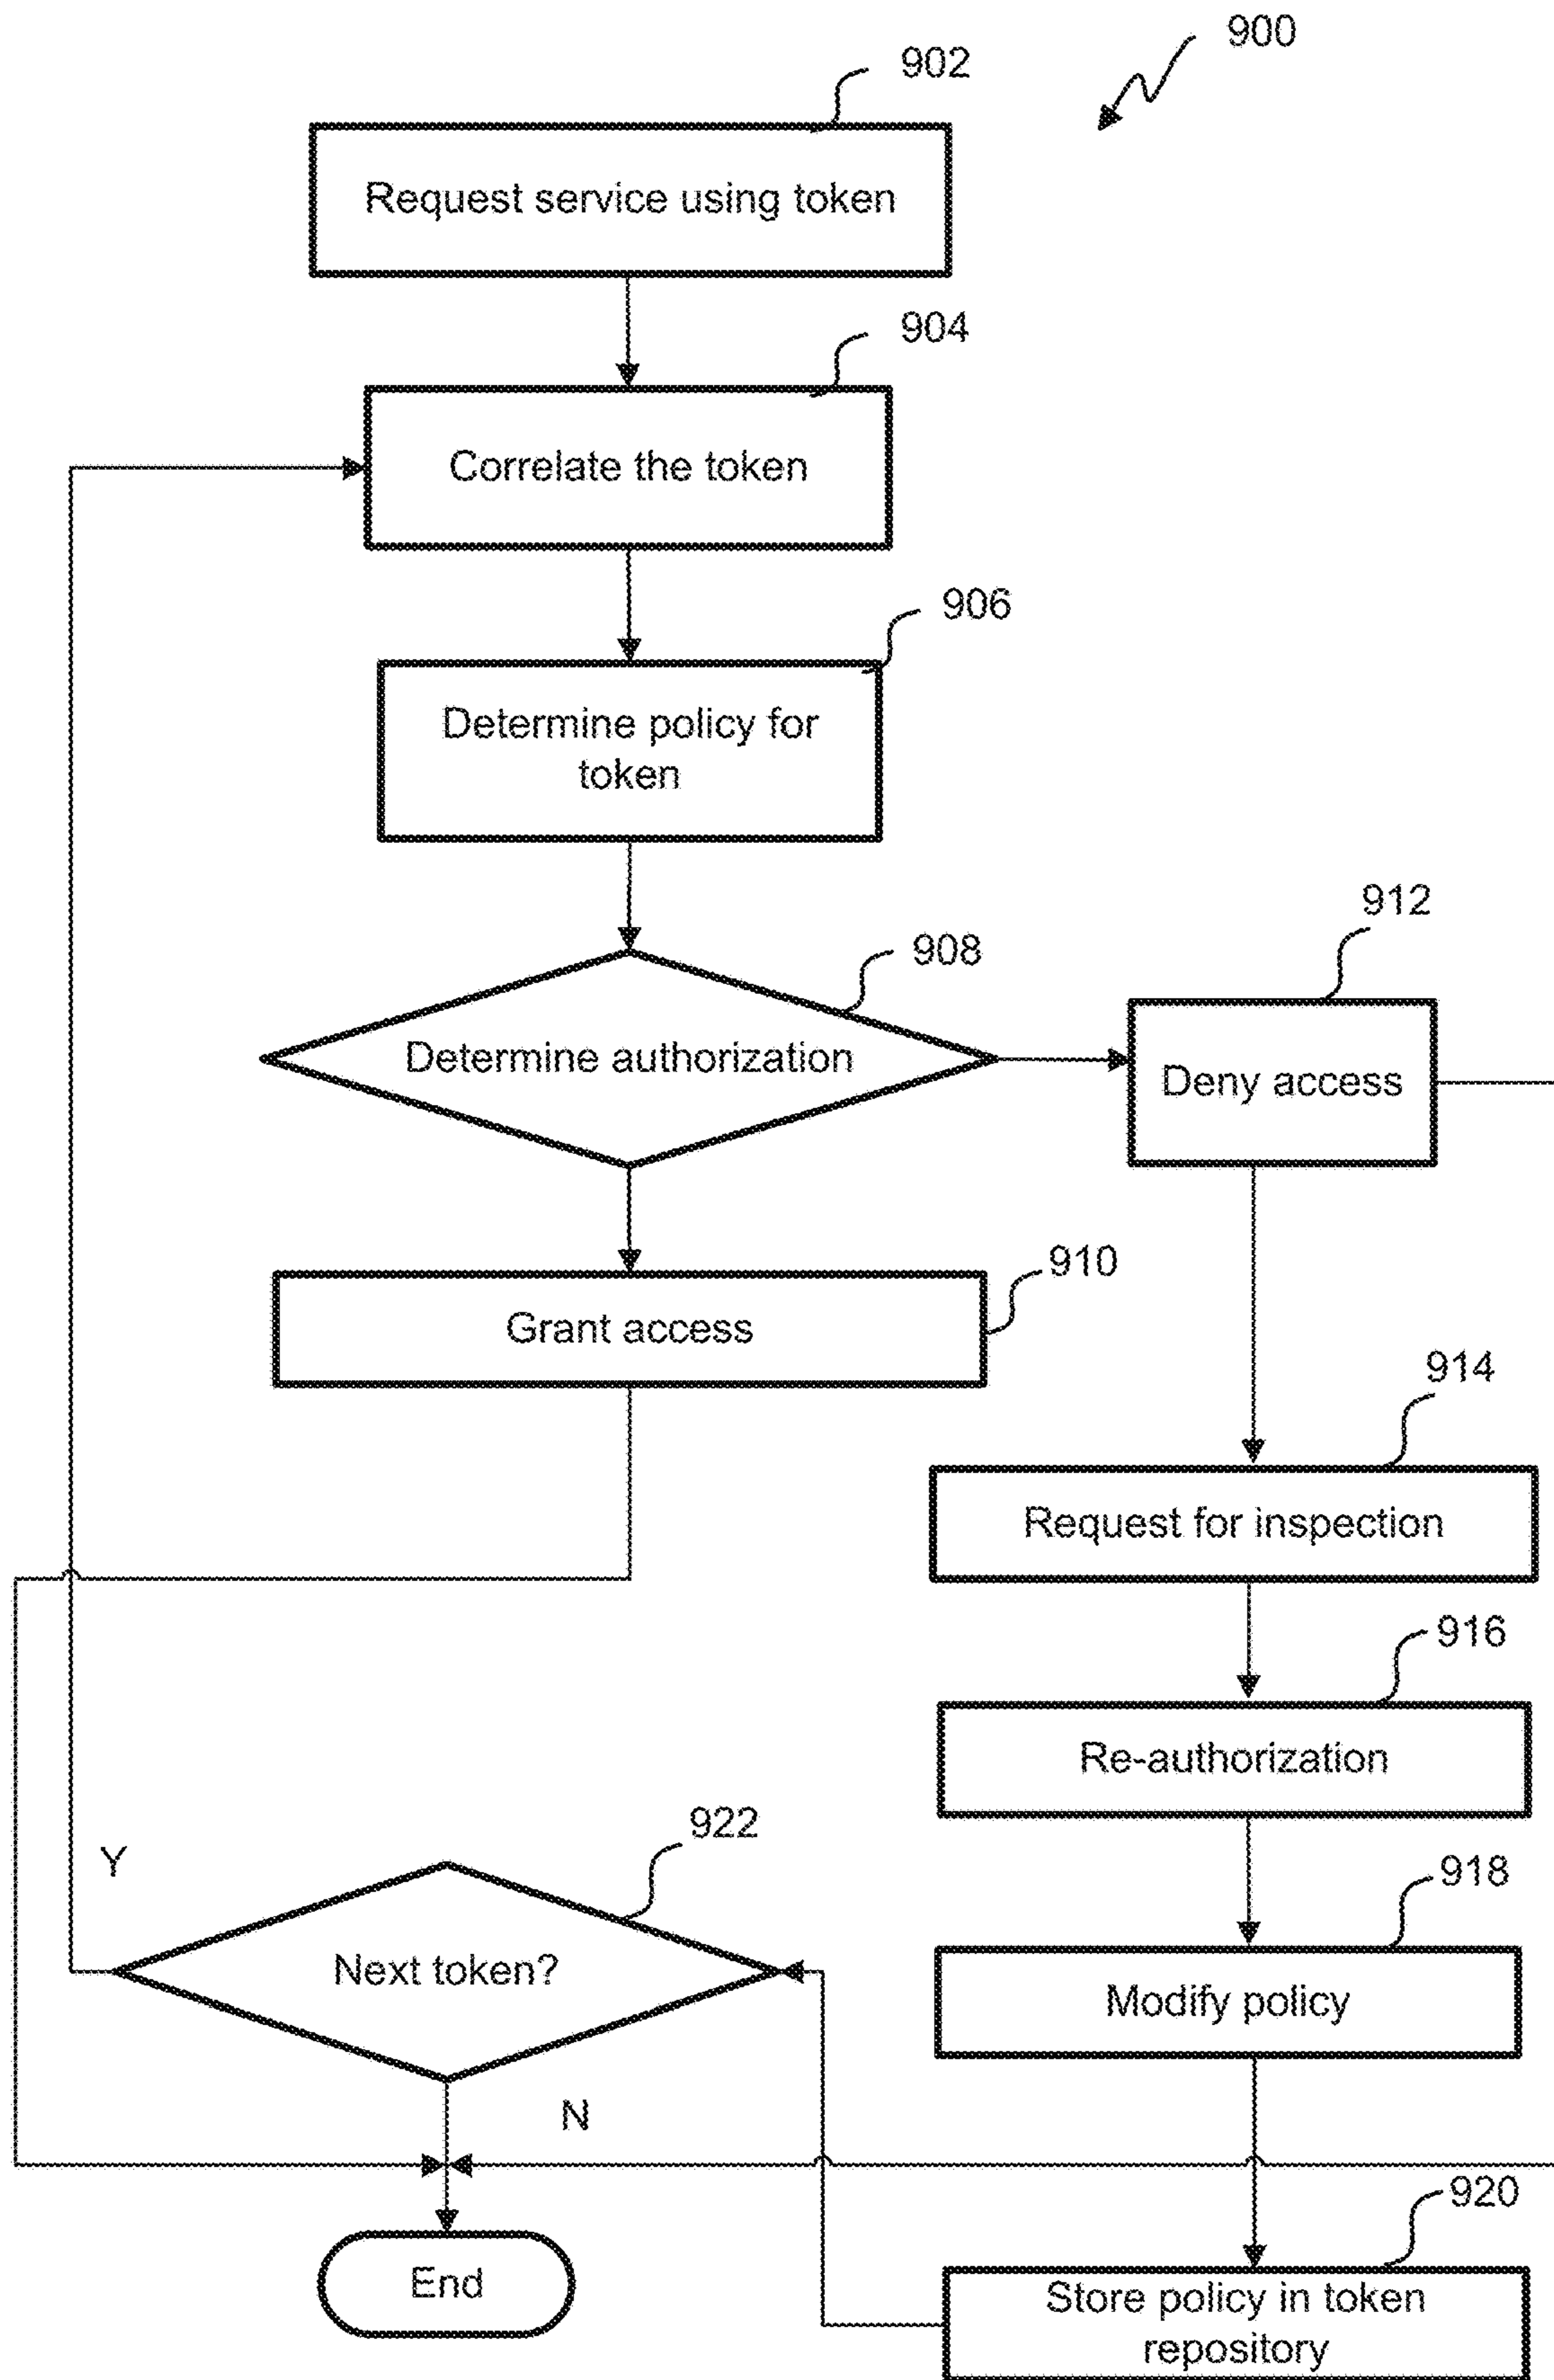 900
902
Request service using token
904
Correlate the token
906
Determine policy for
token
908
Determine authorization
912
Deny access
910
Grant access
914
Request for inspection
916
Re-authorization
918
Modify policy
922
Y
Next token?
N
920
Store policy in token
repository
End